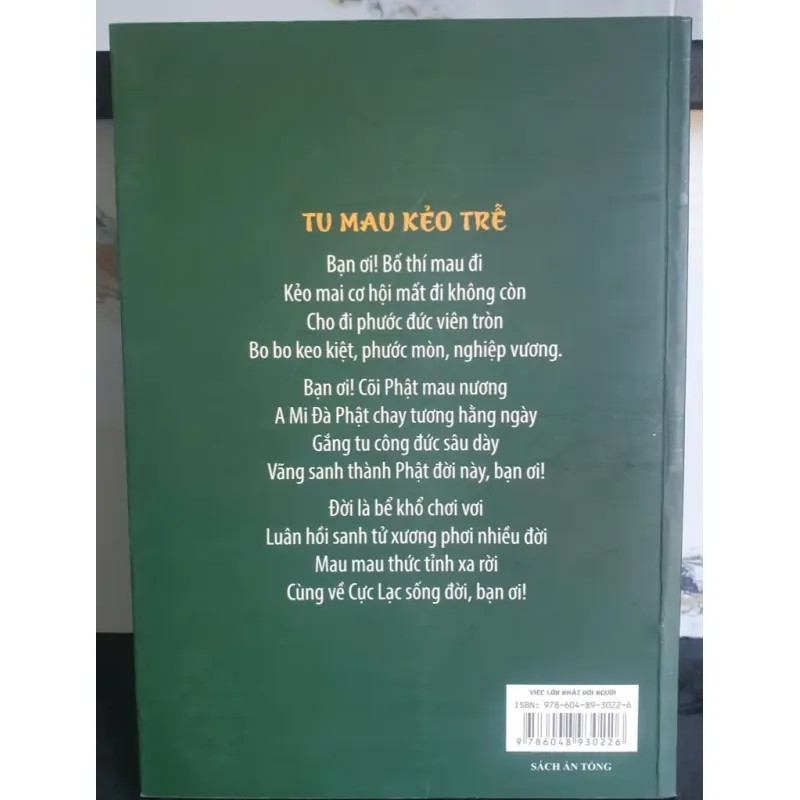 TU MAU KẺO TRỄ
Bạn ơi! Bố thí mau đi
Kẻo mai cơ hội mất đi không còn
Cho đi phước đức viên tròn
Bo bo keo kiệt, phước mòn, nghiệp vương.
Bạn ơi! Cõi Phật mau nương
A Mi Đà Phật chay tương hằng ngày
Gắng tu công đức sâu dày
Vãng sanh thành Phật đời này, bạn ơi!
Đời là bể khổ chơi vơi
Luân hồi sanh tử xương phơi nhiều đời
Mau mau thức tỉnh xa rời
Cùng về Cực Lạc sống đời, bạn ơi!
VIỆC LỚN NHẤT ĐỜI NGƯỜI
ISBN: 978-604-89-3022-6
9 786048 930226
SÁCH ẤN TỐNG